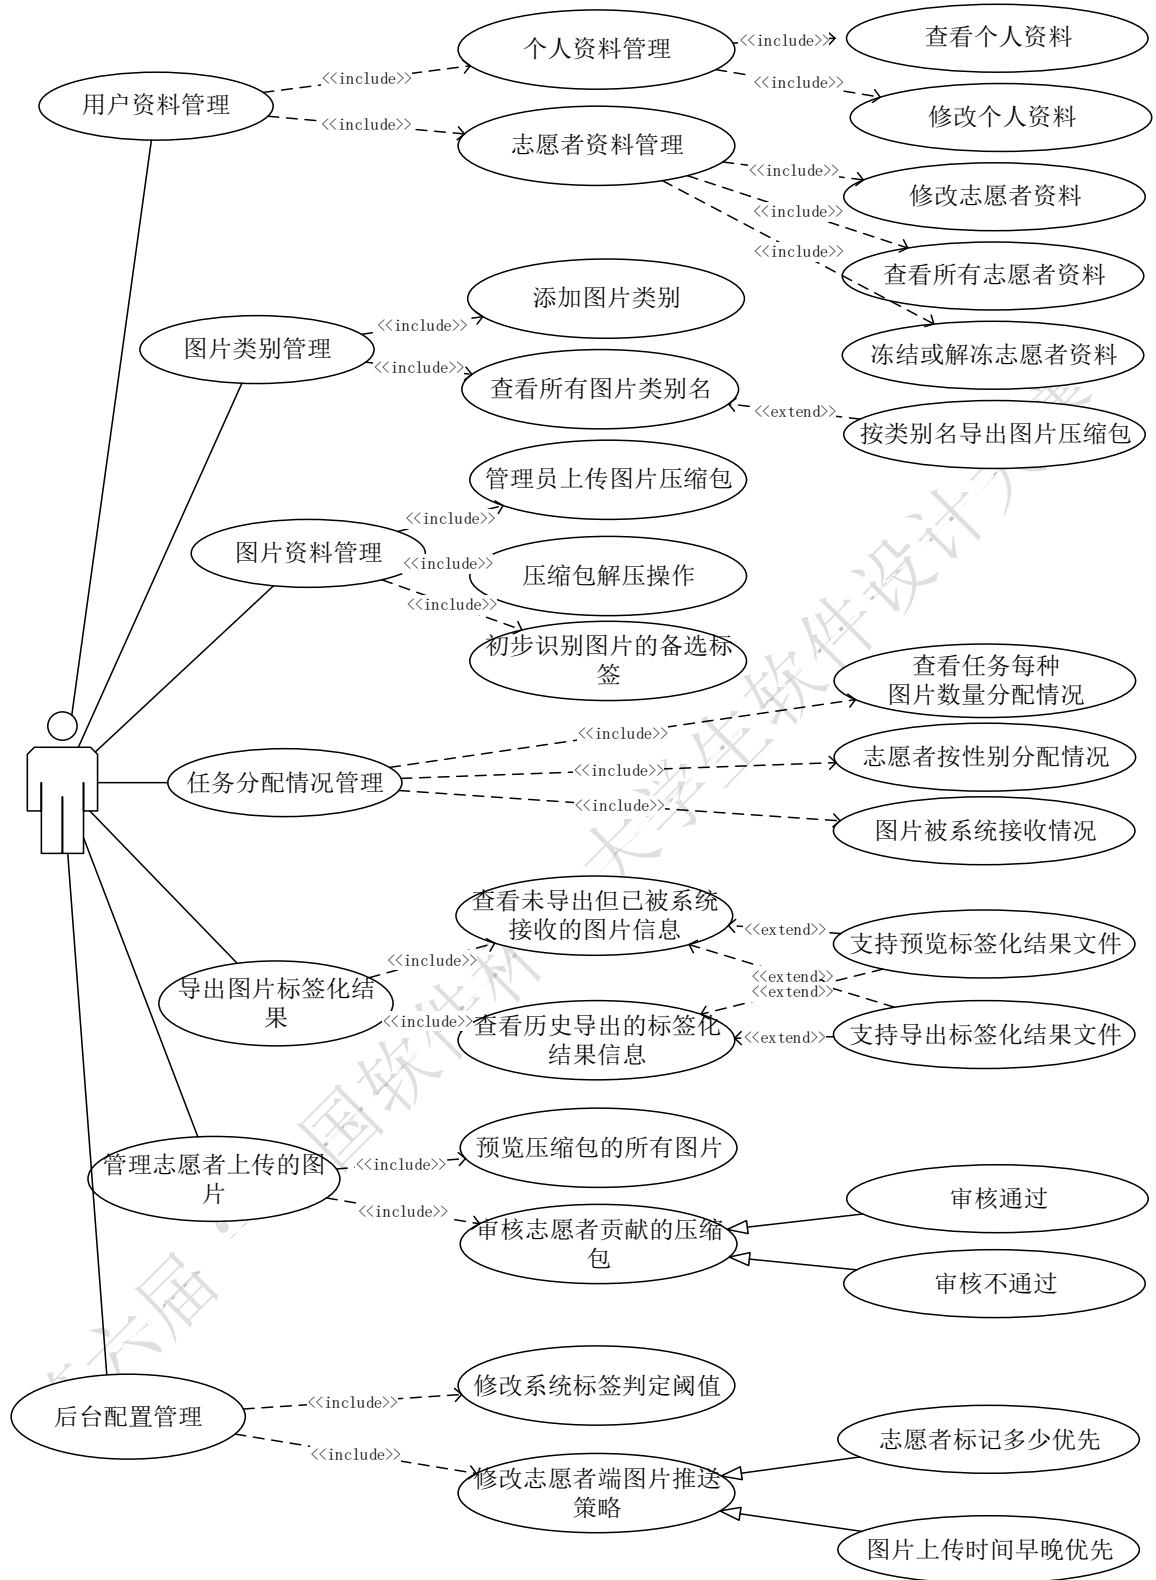 个人资料管理
<<include>>
查看个人资料
用户资料管理
<<include>>
<<include>>
修改个人资料
<<include>>
志愿者资料管理
<<include>>
修改志愿者资料
<<include>>
<<include>>
查看所有志愿者资料
冻结或解冻志愿者资料
添加图片类别
图片类别管理
<<include>>
<<include>>
查看所有图片类别名
<<extend>>
按类别名导出图片压缩包
管理员上传图片压缩包
<<include>>
图片资料管理
<<include>>
压缩包解压操作
<<include>>
初步识别图片的备选标
签
查看任务每种
图片数量分配情况
<<include>>
任务分配情况管理
<<include>>
志愿者按性别分配情况
<<include>>
图片被系统接收情况
查看未导出但已被系统
接收的图片信息
<<extend>>
支持预览标签化结果文件
<<include>>
<<extend>>
<<extend>>
导出图片标签化结
果
<<include>>
查看历史导出的标签化
结果信息
<<extend>>
支持导出标签化结果文件
预览压缩包的所有图片
管理志愿者上传的图
片
<<include>>
<<include>>
审核志愿者贡献的压缩
包
审核通过
审核不通过
修改系统标签判定阈值
后台配置管理
<<include>>
<<include>>
修改志愿者端图片推送
策略
志愿者标记多少优先
图片上传时间早晚优先